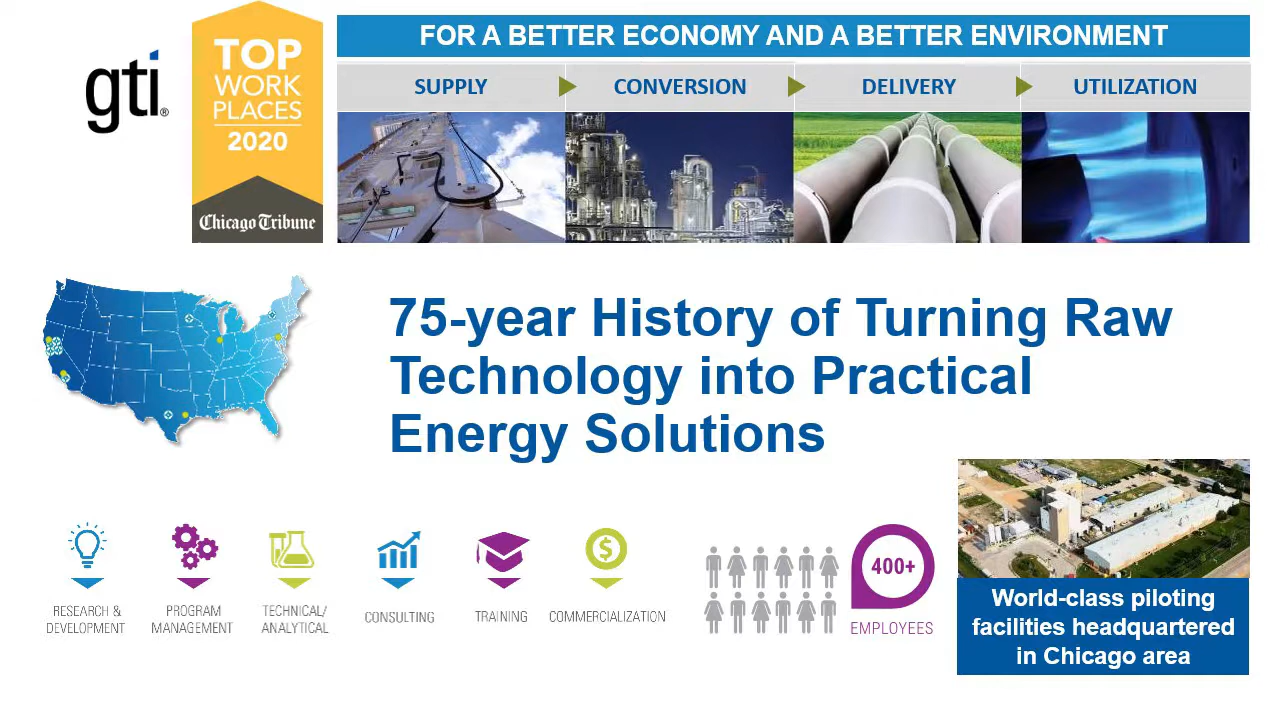 gti®
TOP
WORK
PLACES
2020
Chicago Tribune
FOR A BETTER ECONOMY AND A BETTER ENVIRONMENT
SUPPLY
CONVERSION
DELIVERY
UTILIZATION
75-year History of Turning Raw
Technology into Practical
Energy Solutions
RESEARCH &
DEVELOPMENT
PROGRAM
MANAGEMENT
TECHNICAL/
ANALYTICAL
CONSULTING
TRAINING
$
COMMERCIALIZATION
400+
EMPLOYEES
World-class piloting
facilities headquartered
in Chicago area